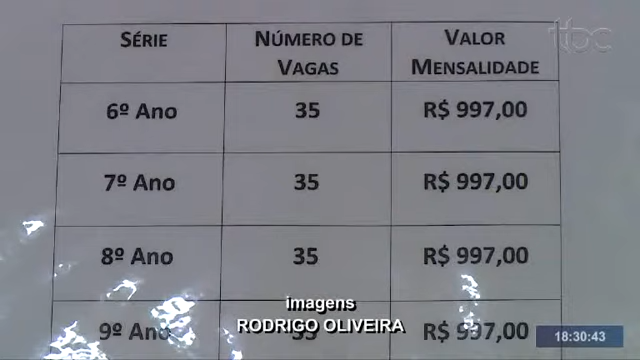 tbc
SÉRIE NÚMERO DE VAGAS VALOR MENSALIDADE
6º Ano 35 R$ 997,00
7º Ano 35 R$ 997,00
8º Ano 35 R$ 997,00
9º Ano 35 R$ 997,00
imagens
RODRIGO OLIVEIRA
18:30:43